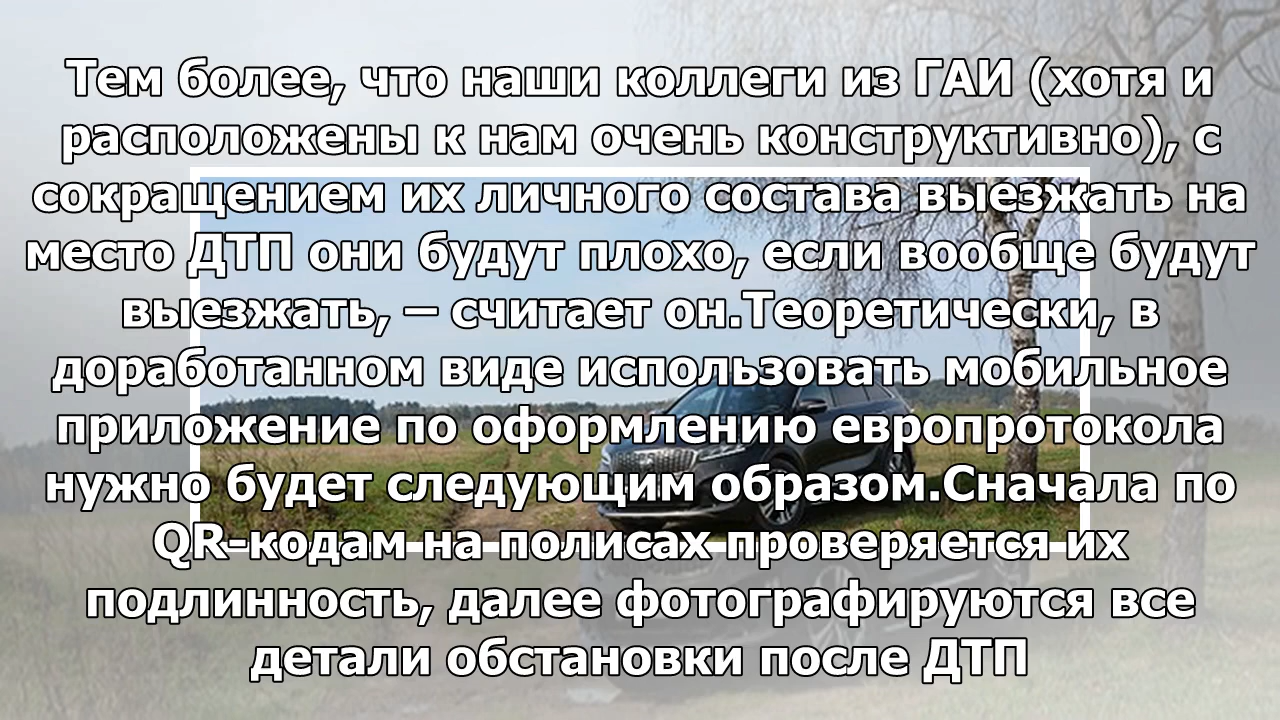 Тем более, что наши коллеги из ГАИ (хотя и
расположены к нам очень конструктивно), с
сокращением их личного состава выезжать на
место ДТП они будут плохо, если вообще будут
выезжать, – считает он.Теоретически, в
доработанном виде использовать мобильное
приложение по оформлению европротокола
нужно будет следующим образом.Сначала по
QR-кодам на полисах проверяется их
подлинность, далее фотографируются все
детали обстановки после ДТП